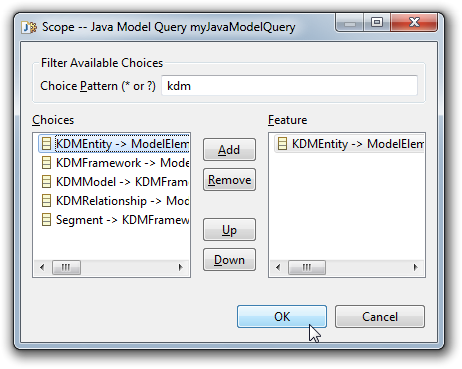 Scope -- Java Model Query myJavaModelQuery
Filter Available Choices
Choice Pattern (* or ?) kdm
Choices
KDMEntity -> ModelElem
KDMFramework -> Mode
KDMModel -> KDMFram
KDMRelationship -> Mod
Segment -> KDMFramew
Add
Remove
Up
Down
Feature
KDMEntity -> ModelElem
OK
Cancel